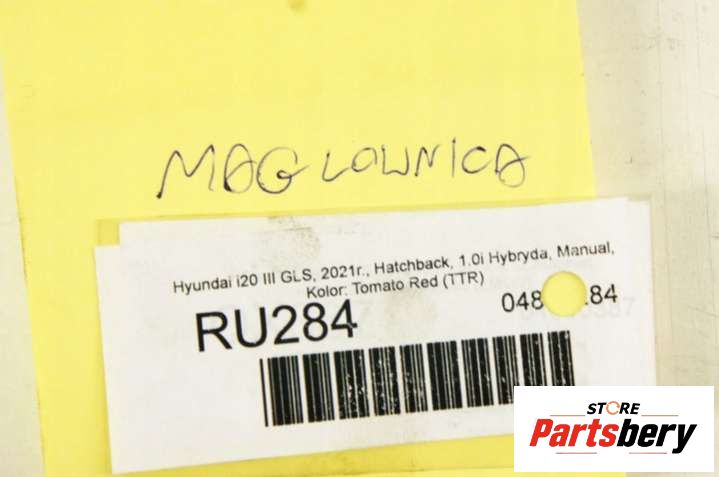 MAGLOWNICA
Hyundai i20 III GLS, 2021r., Hatchback, 1.0i Hybryda, Manual,
Kolor: Tomato Red (TTR)
RU284
STORE
Partsbery